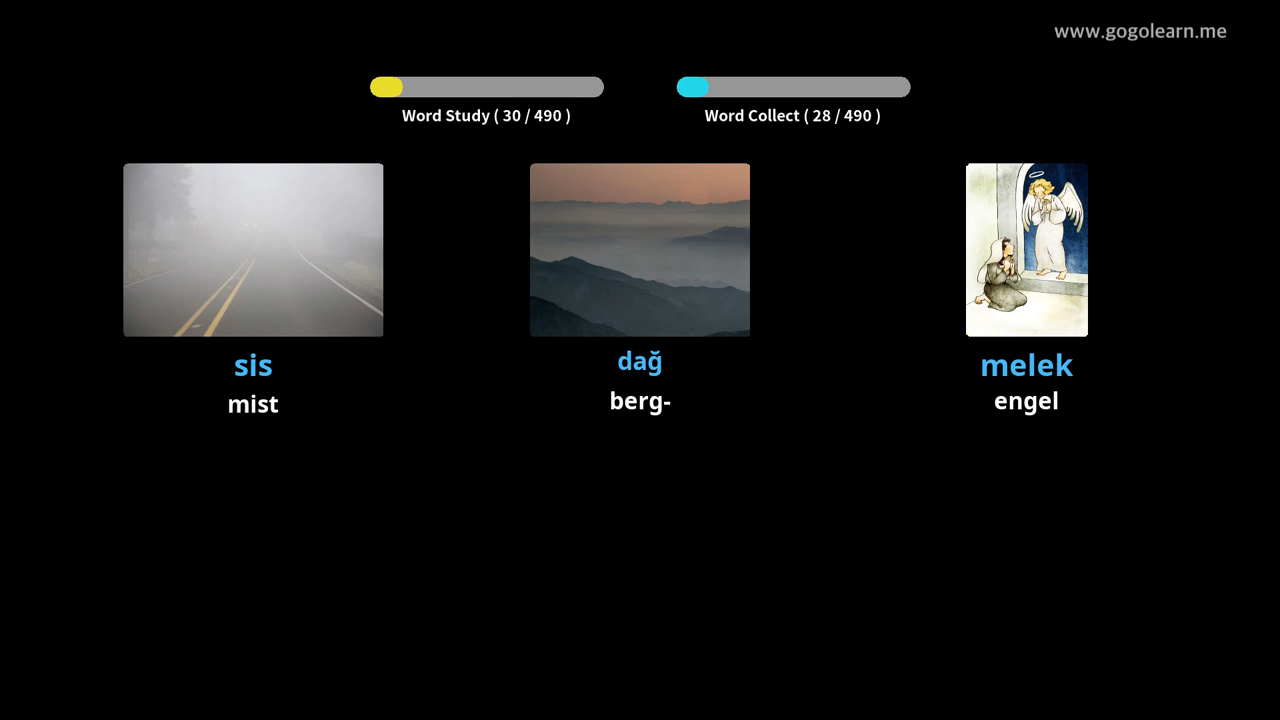 www.gogolearn.me
Word Study ( 30 / 490 )
Word Collect ( 28 / 490 )
sis
mist
dağ
berg-
melek
engel